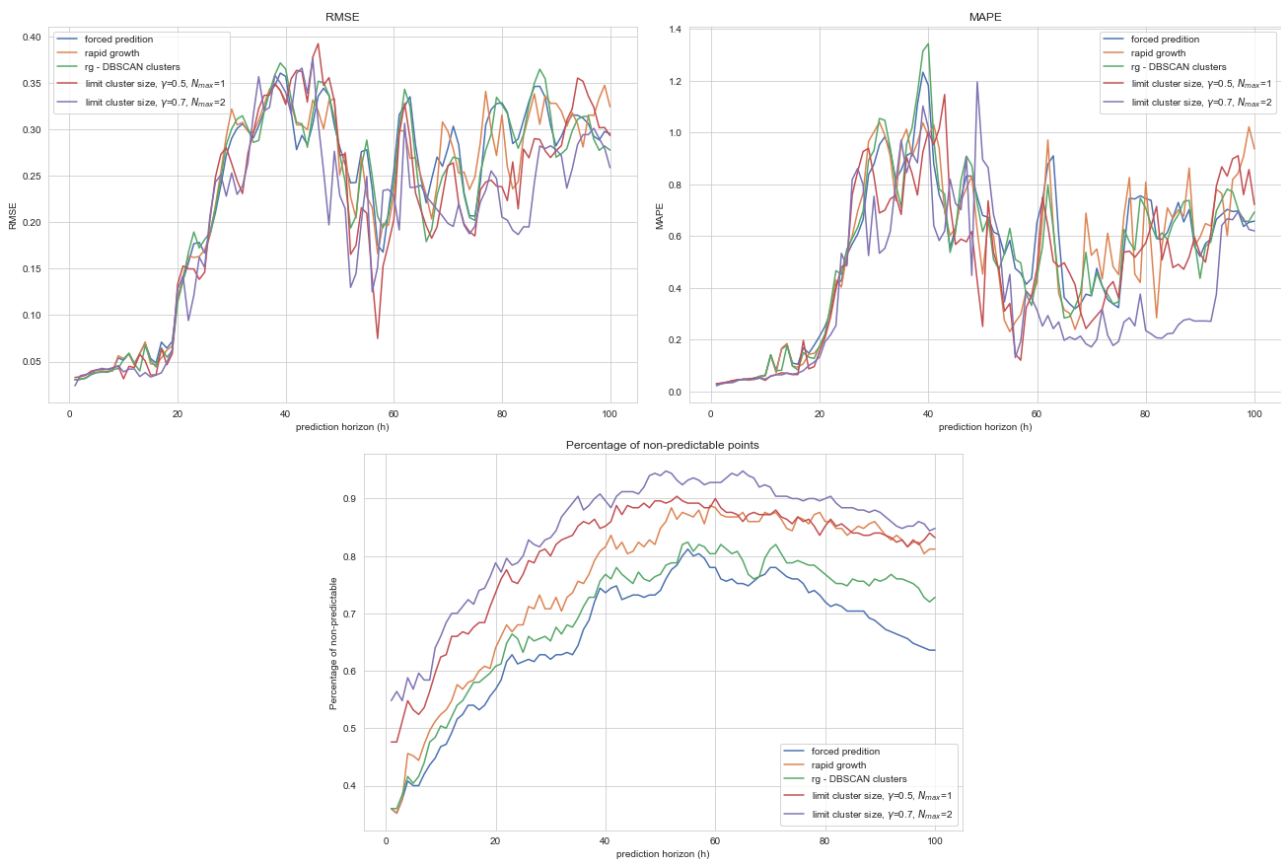 RMSE
0.40
0.35
0.30
0.25
0.20
0.15
0.10
0.05
RMSE
forced predition
rapid growth
rg - DBSCAN clusters
limit cluster size, γ=0.5, N_max=1
limit cluster size, γ=0.7, N_max=2
0 20 40 60 80 100
prediction horizon (h)
MAPE
1.4
1.2
1.0
0.8
0.6
0.4
0.2
0.0
MAPE
forced predition
rapid growth
rg - DBSCAN clusters
limit cluster size, γ=0.5, N_max=1
limit cluster size, γ=0.7, N_max=2
0 20 40 60 80 100
prediction horizon (h)
Percentage of non-predictable points
0.9
0.8
0.7
0.6
0.5
0.4
Percentage of non-predictable
forced predition
rapid growth
rg - DBSCAN clusters
limit cluster size, γ=0.5, N_max=1
limit cluster size, γ=0.7, N_max=2
0 20 40 60 80 100
prediction horizon (h)